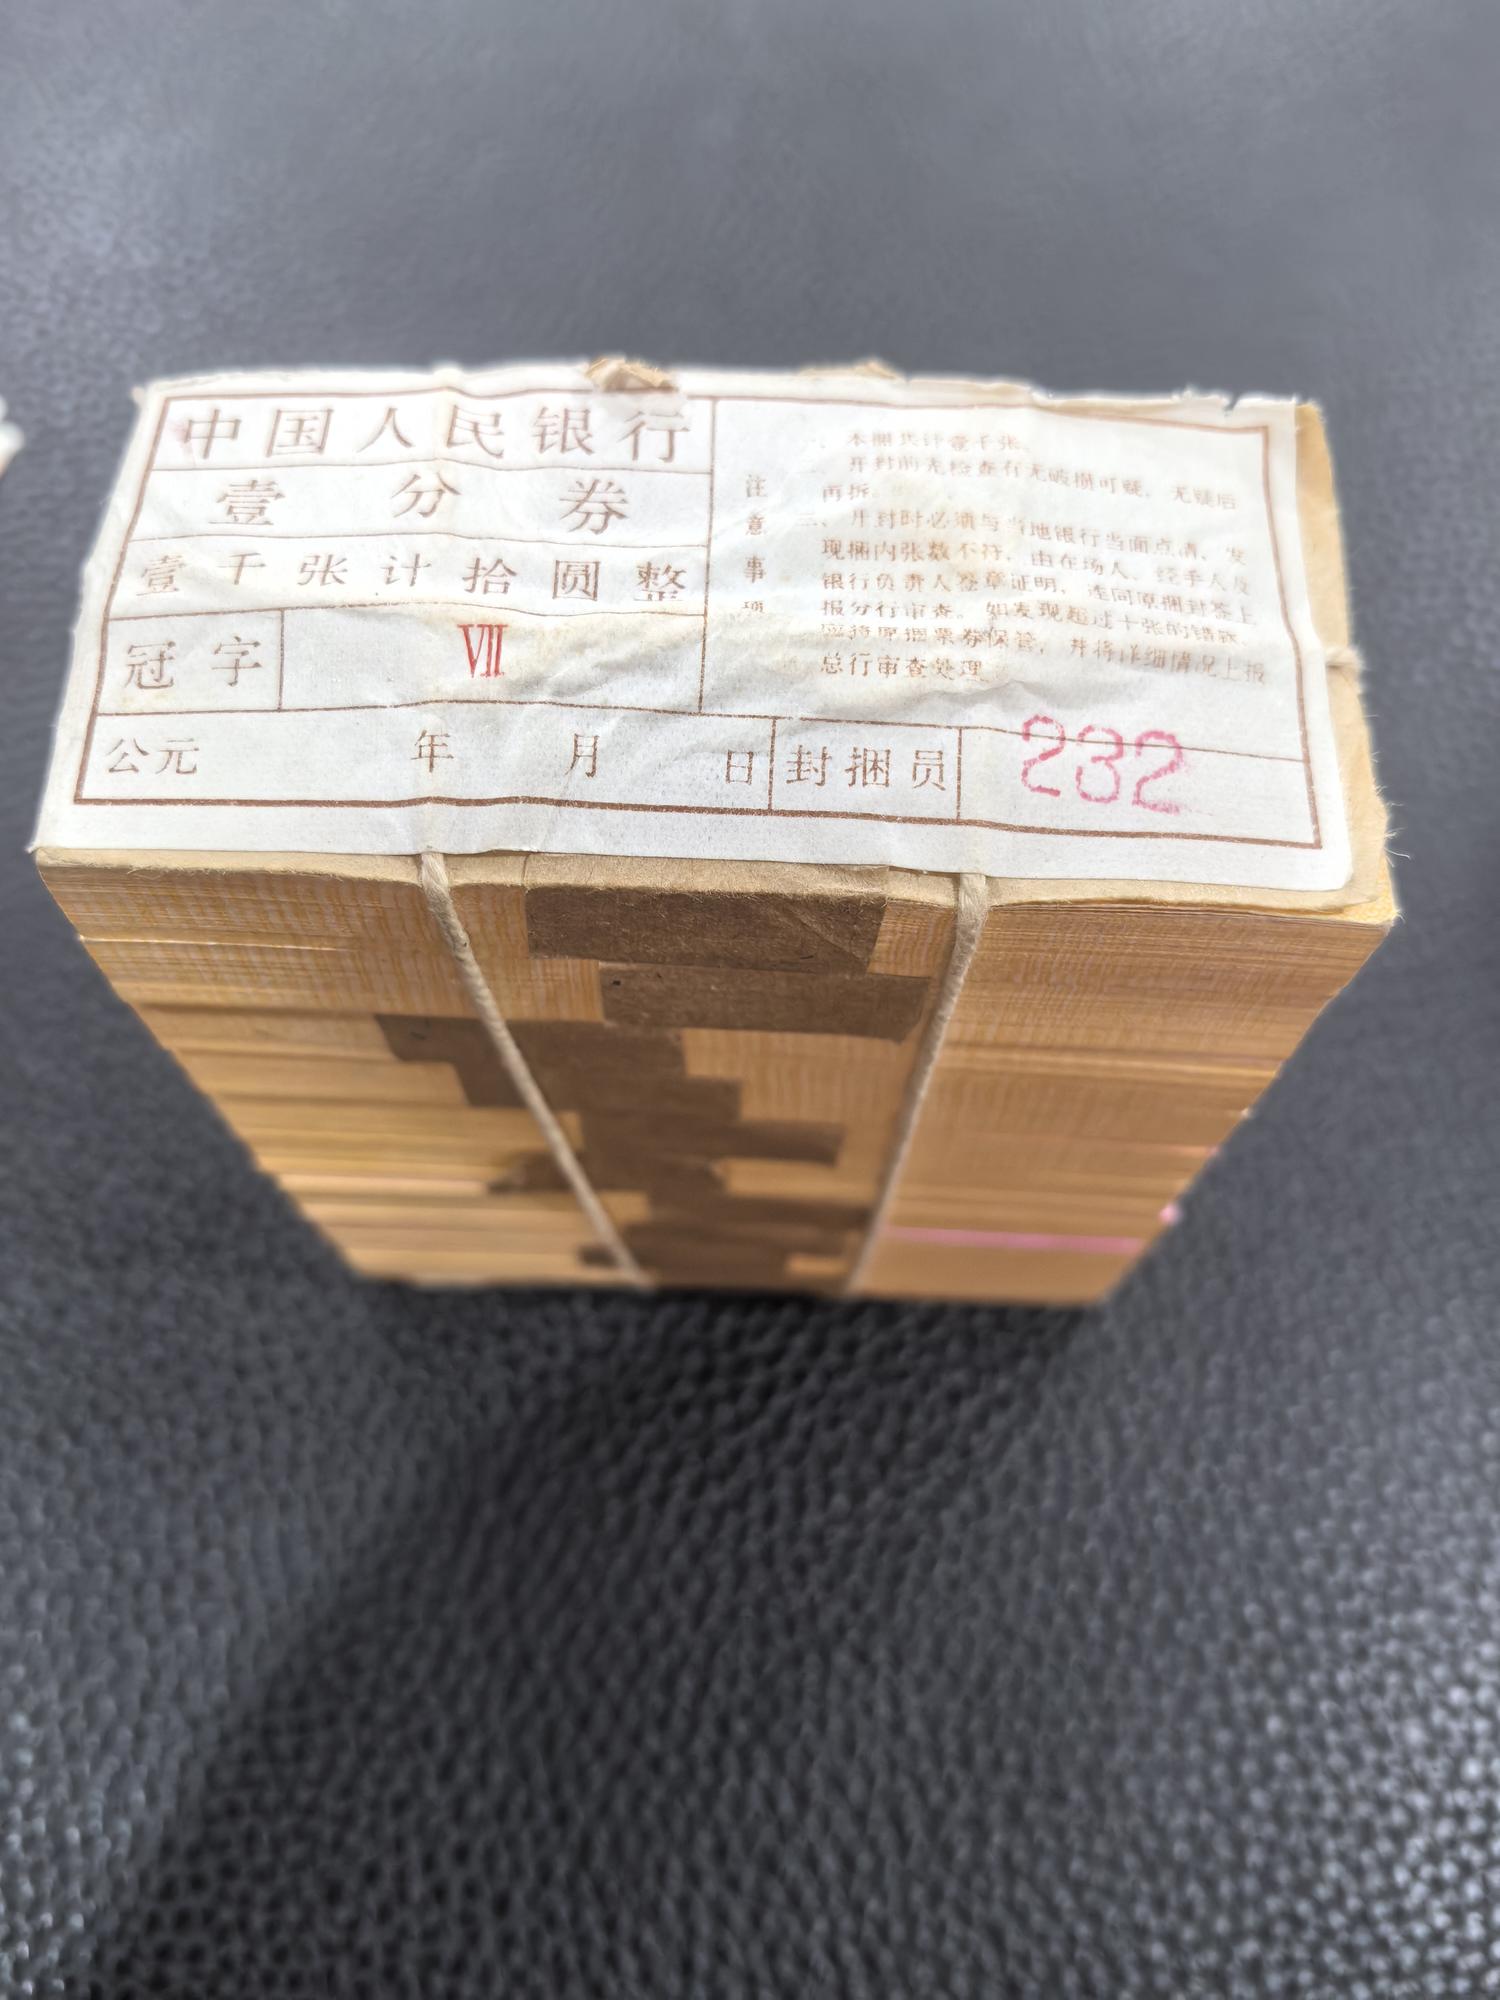 中国人民银行
壹分券
壹千张计拾圆整
冠字 Ⅶ
注意事项
一、本捆共计壹千张。
二、开封前先检查有无破损可疑，无疑后
再拆。
三、开封时必须与当地银行当面点清，发
现捆内张数不符，由在场人、经手人及
银行负责人签章证明，连同原捆封签上
报分行审查。如发现超过十张的错款，
应将原捆票券保管，并将详细情况上报
总行审查处理。
公元 年 月 日 封捆员 232